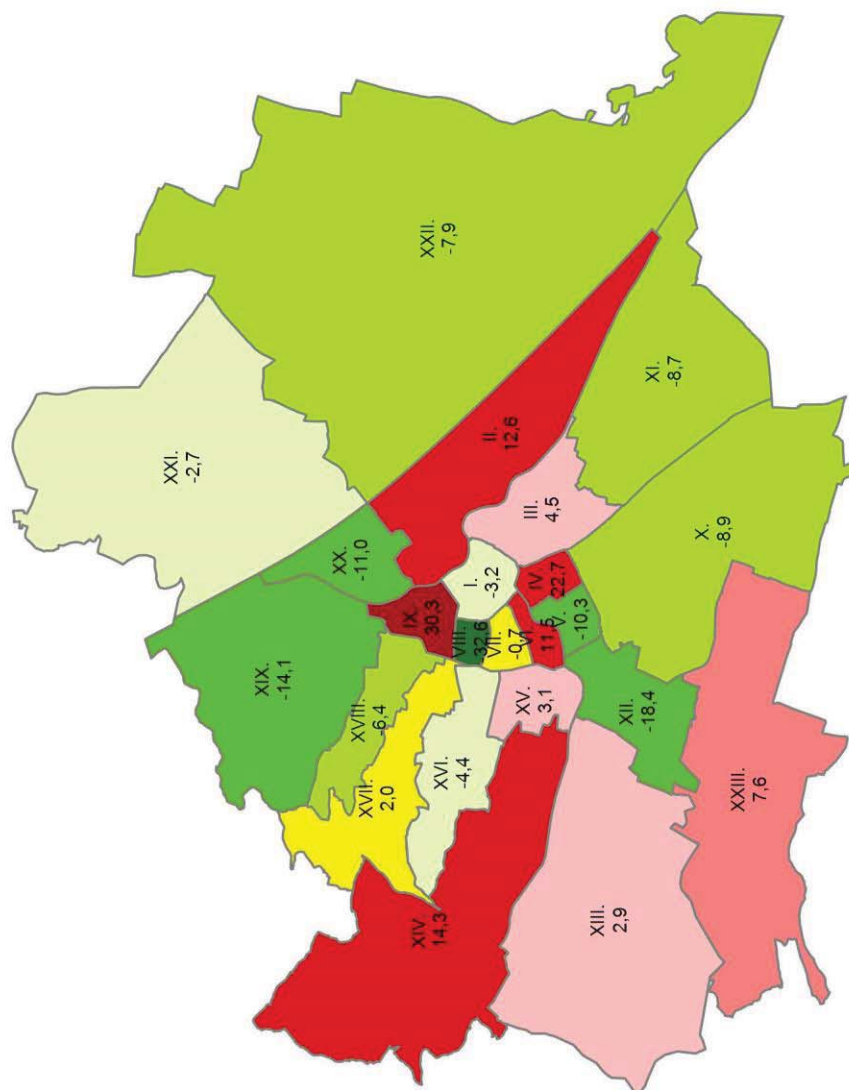 XXI.
-2,7
XXII.
-7,9
XX.
-11,0
XIX.
-14,1
II.
12,6
XVIII.
-6,4
IX.
30,3
I.
-3,2
III.
4,5
XI.
-8,7
XVII.
2,0
XVI.
-4,4
VIII.
32,6
VII.
-0,7
VI.
11,5
IV.
22,7
V.
-10,3
XV.
3,1
X.
-8,9
XIV.
14,3
XII.
-18,4
XIII.
2,9
XXIII.
7,6